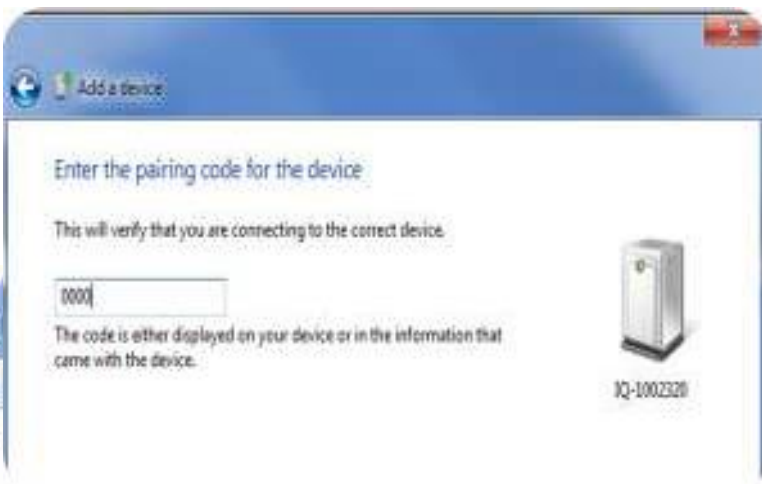 Add a device
Enter the pairing code for the device
This will verify that you are connecting to the correct device.
0000
The code is either displayed on your device or in the information that
came with the device.
IQ-1002320